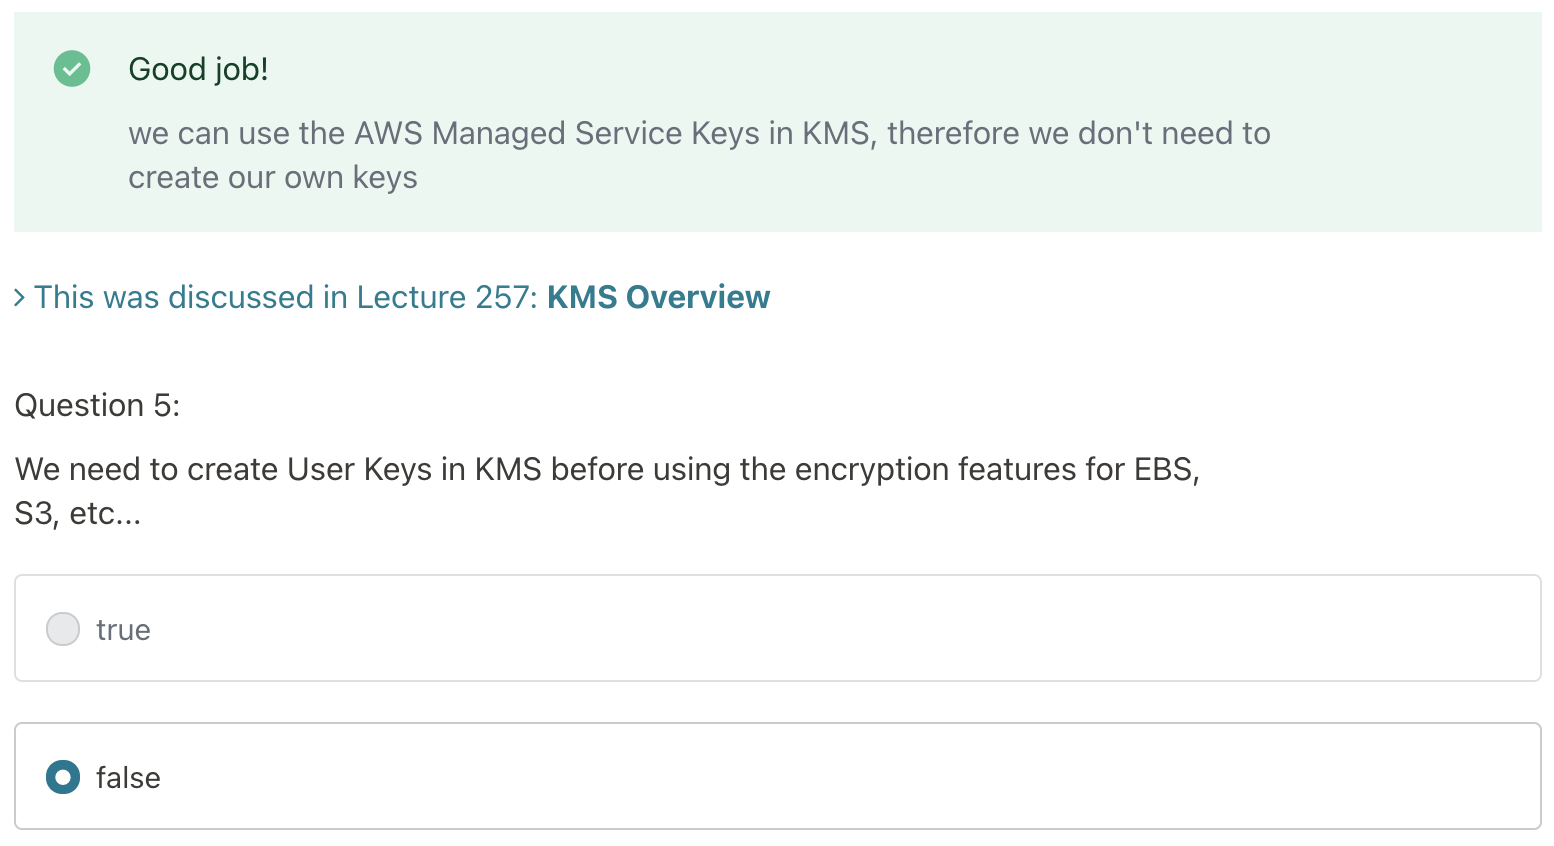 Good job!
we can use the AWS Managed Service Keys in KMS, therefore we don't need to
create our own keys
This was discussed in Lecture 257: KMS Overview
Question 5:
We need to create User Keys in KMS before using the encryption features for EBS,
S3, etc...
true
false